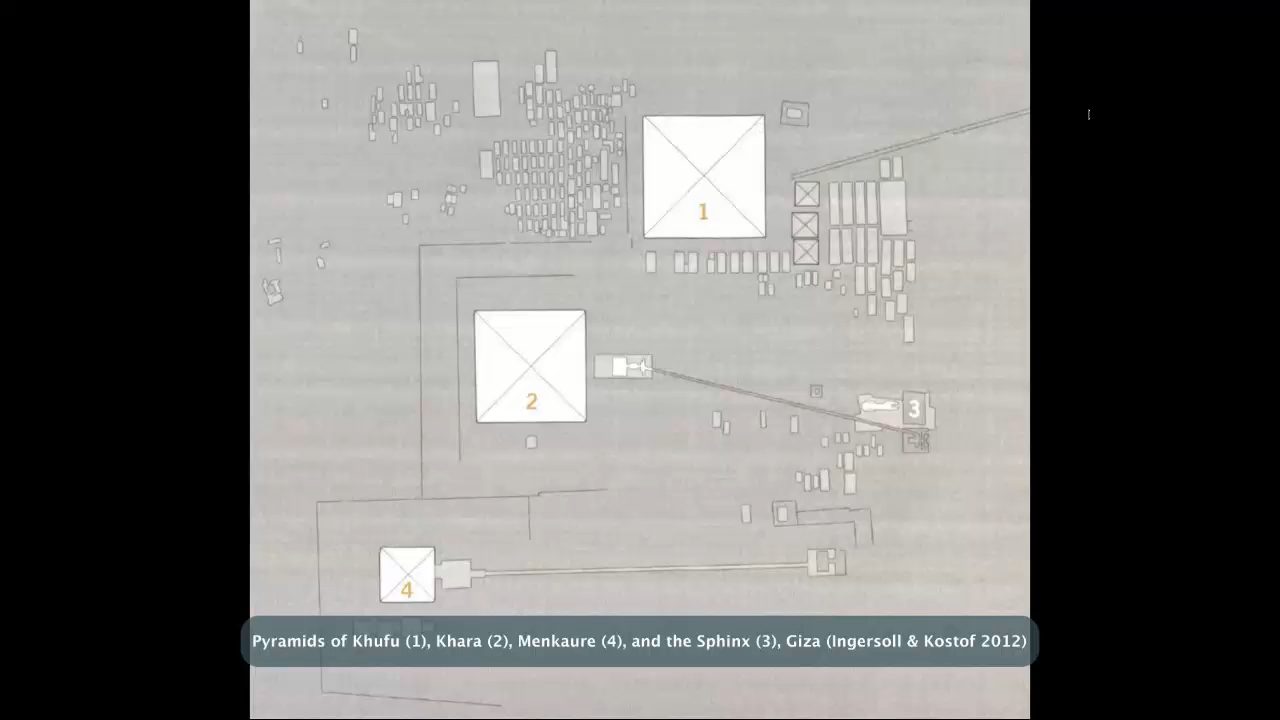 1
2
3
4
Pyramids of Khufu (1), Khara (2), Menkaure (4), and the Sphinx (3), Giza (Ingersoll & Kostof 2012)